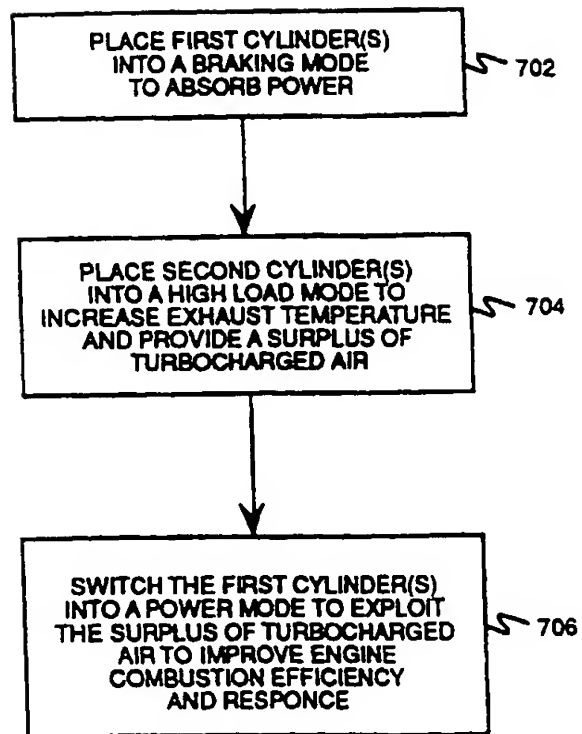 PLACE FIRST CYLINDER(S)
INTO A BRAKING MODE
TO ABSORB POWER
702
PLACE SECOND CYLINDER(S)
INTO A HIGH LOAD MODE TO
INCREASE EXHAUST TEMPERATURE
AND PROVIDE A SURPLUS OF
TURBOCHARGED AIR
704
SWITCH THE FIRST CYLINDER(S)
INTO A POWER MODE TO EXPLOIT
THE SURPLUS OF TURBOCHARGED
AIR TO IMPROVE ENGINE
COMBUSTION EFFICIENCY
AND RESPONCE
706